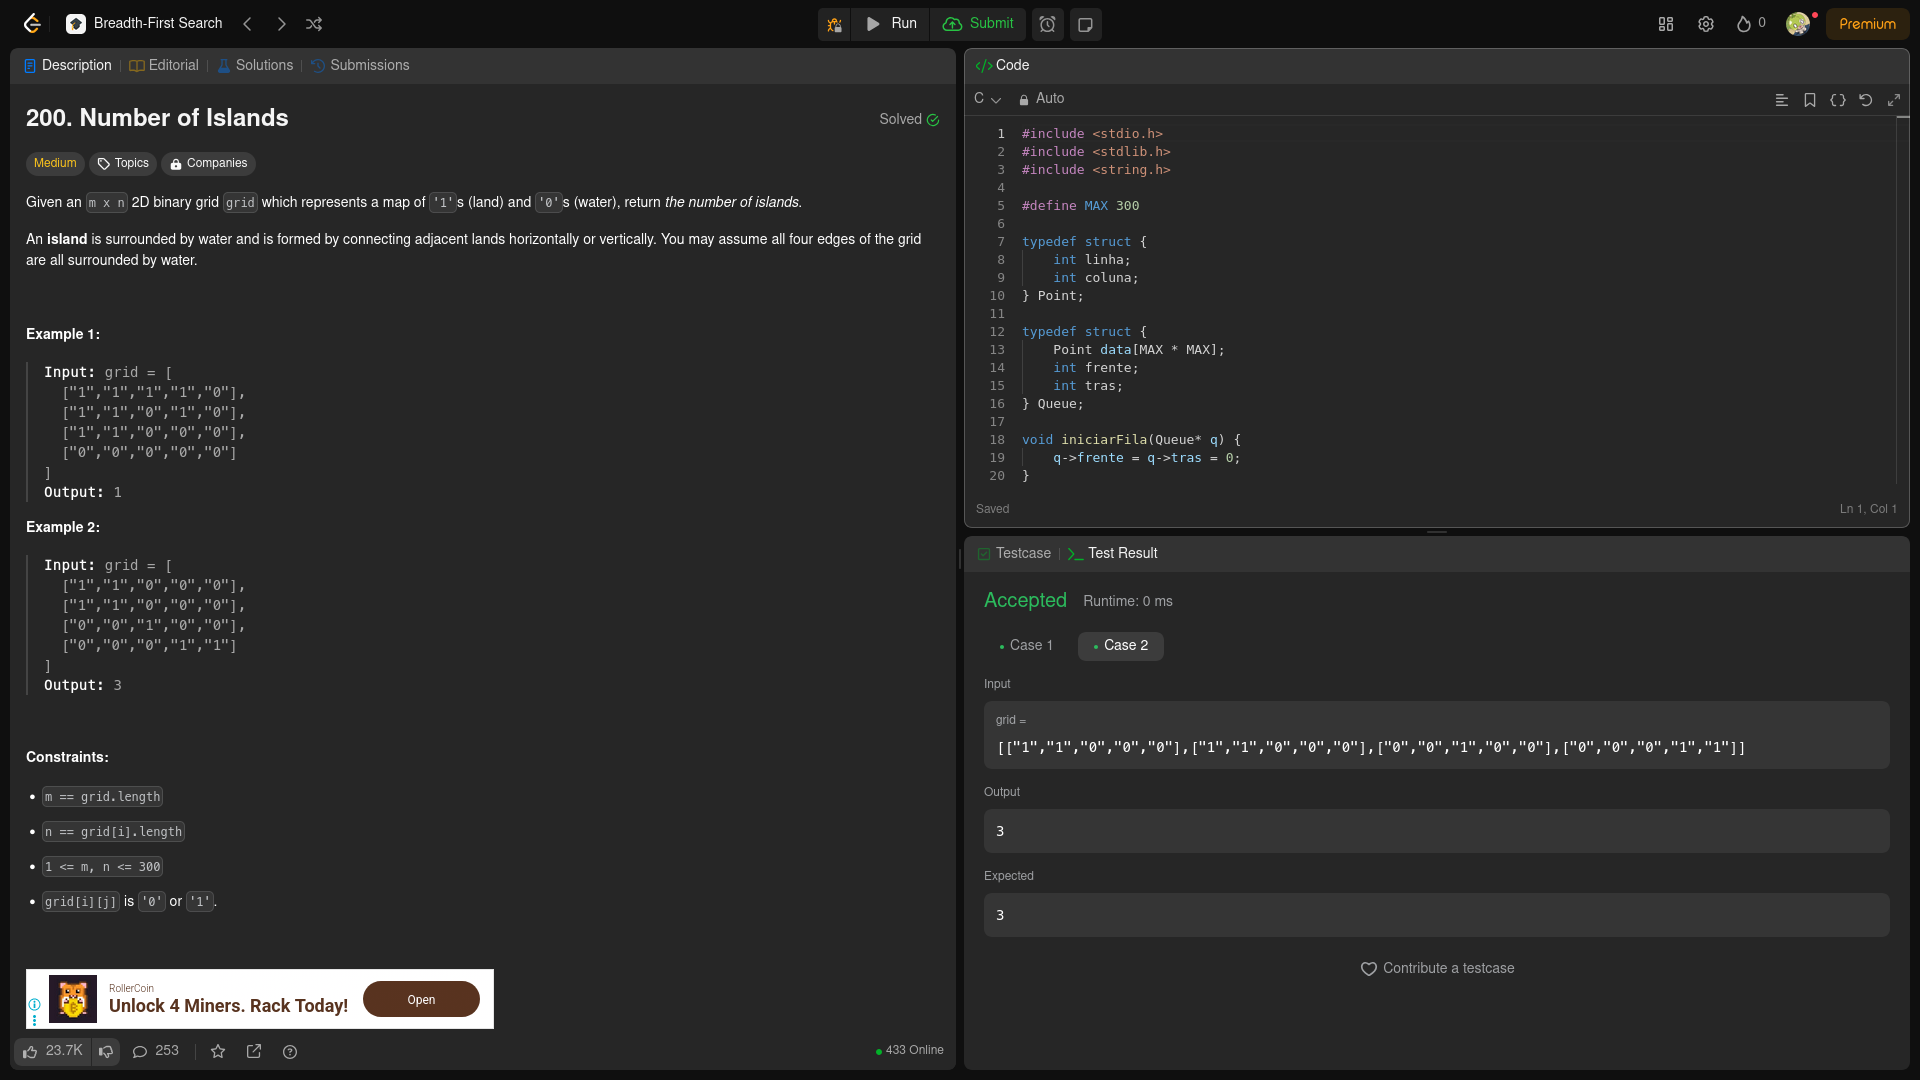 Breadth-First Search
Run
Submit
0
Premium
Description
Editorial
Solutions
Submissions
200. Number of Islands
Solved
Medium
Topics
Companies
Given an m x n 2D binary grid grid which represents a map of '1's (land) and '0's (water), return the number of islands.
An island is surrounded by water and is formed by connecting adjacent lands horizontally or vertically. You may assume all four edges of the grid
are all surrounded by water.
Example 1:
Input: grid = [
["1","1","1","1","0"],
["1","1","0","1","0"],
["1","1","0","0","0"],
["0","0","0","0","0"]
]
Output: 1
Example 2:
Input: grid = [
["1","1","0","0","0"],
["1","1","0","0","0"],
["0","0","1","0","0"],
["0","0","0","1","1"]
]
Output: 3
Constraints:
m == grid.length
n == grid[i].length
1 <= m, n <= 300
grid[i][j] is '0' or '1'.
RollerCoin
Unlock 4 Miners. Rack Today!
Open
23.7K
253
433 Online
Code
C
Auto
1 #include <stdio.h>
2 #include <stdlib.h>
3 #include <string.h>
4
5 #define MAX 300
6
7 typedef struct {
8     int linha;
9     int coluna;
10 } Point;
11
12 typedef struct {
13     Point data[MAX * MAX];
14     int frente;
15     int tras;
16 } Queue;
17
18 void iniciarFila(Queue* q) {
19     q->frente = q->tras = 0;
20 }
Saved
Ln 1, Col 1
Testcase
Test Result
Accepted
Runtime: 0 ms
Case 1
Case 2
Input
grid =
[["1","1","0","0","0"],["1","1","0","0","0"],["0","0","1","0","0"],["0","0","0","1","1"]]
Output
3
Expected
3
Contribute a testcase